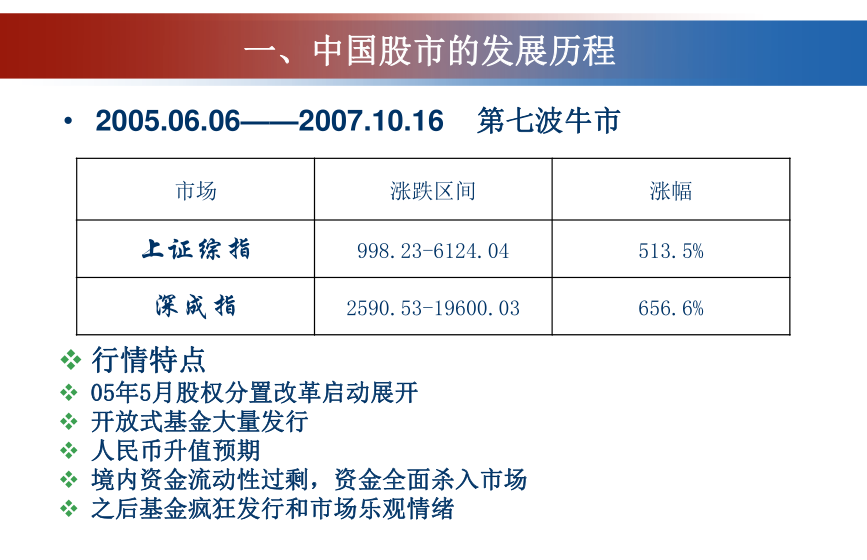 一、中国股市的发展历程
• 2005.06.06——2007.10.16 第七波牛市
市场 涨跌区间 涨幅
上证综指 998.23-6124.04 513.5%
深成指 2590.53-19600.03 656.6%
行情特点
05年5月股权分置改革启动展开
开放式基金大量发行
人民币升值预期
境内资金流动性过剩，资金全面杀入市场
之后基金疯狂发行和市场乐观情绪